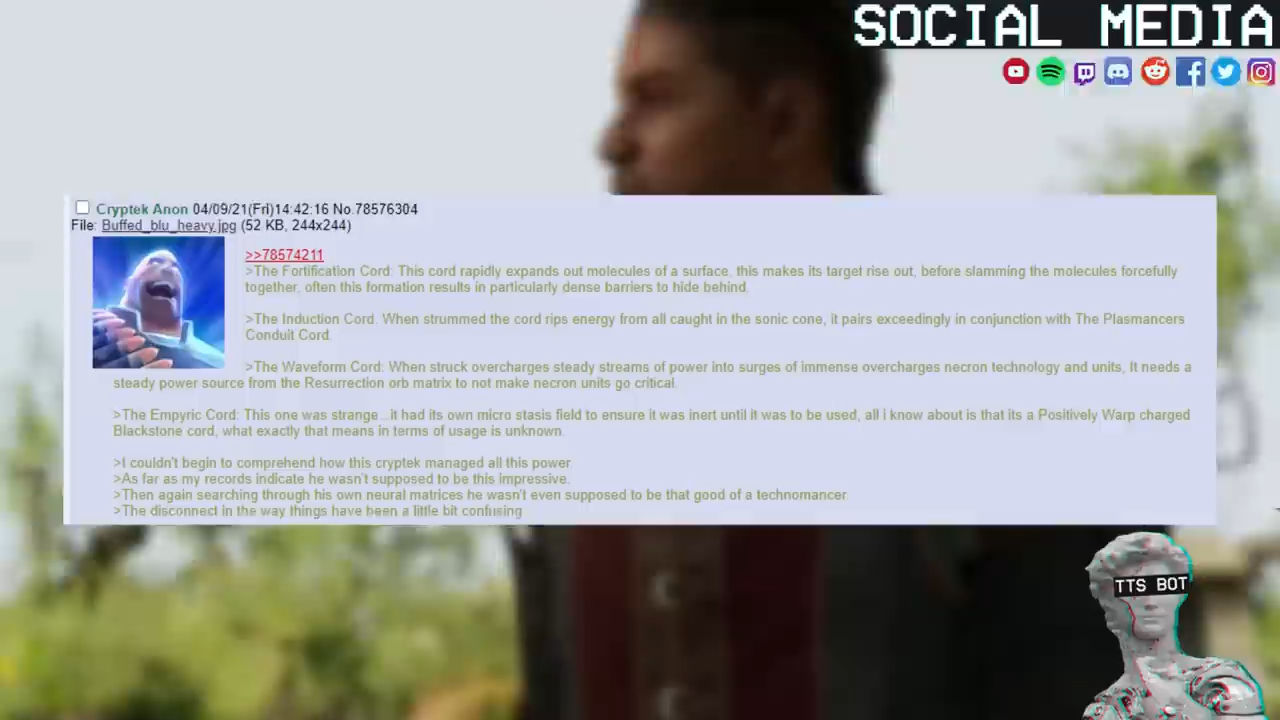 SOCIAL MEDIA
Cryptek Anon 04/09/21(Fri)14:42:16 No.78576304
File: Buffed_blu_heavy.jpg (52 KB, 244x244)
>>78574211
>The Fortification Cord: This cord rapidly expands out molecules of a surface, this makes its target rise out, before slamming the molecules forcefully
together, often this formation results in particularly dense barriers to hide behind.
>The Induction Cord. When strummed the cord rips energy from all caught in the sonic cone, it pairs exceedingly in conjunction with The Plasmancers
Conduit Cord.
>The Waveform Cord: When struck overcharges steady streams of power into surges of immense overcharges necron technology and units, It needs a
steady power source from the Resurrection orb matrix to not make necron units go critical.
>The Empyric Cord: This one was strange...it had its own micro stasis field to ensure it was inert until it was to be used, all i know about is that its a Positively Warp charged
Blackstone cord, what exactly that means in terms of usage is unknown.
>I couldn't begin to comprehend how this cryptek managed all this power
>As far as my records indicate he wasn't supposed to be this impressive.
>Then again searching through his own neural matrices he wasn't even supposed to be that good of a technomancer.
>The disconnect in the way things have been a little bit confusing
TTS BOT